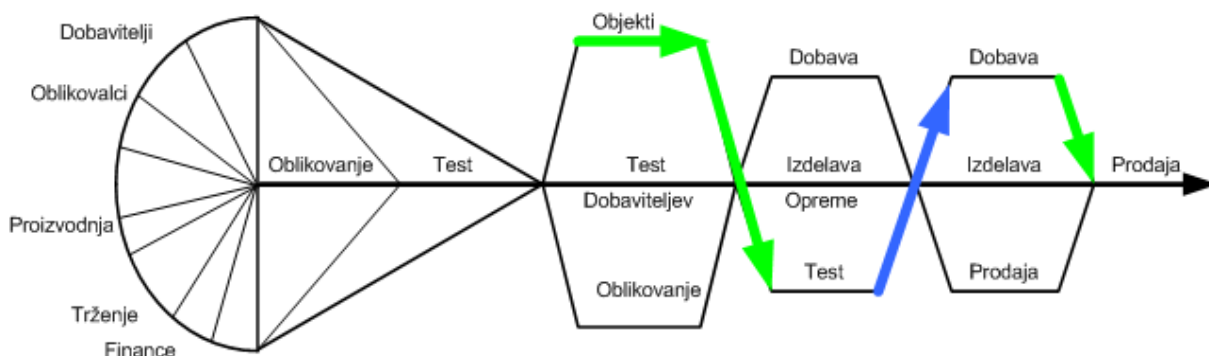 Dobavitelji
Oblikovalci
Proizvodnja
Trženje
Finance
Oblikovanje
Test
Objekti
Test
Dobaviteljev
Oblikovanje
Dobava
Izdelava
Opreme
Test
Dobava
Izdelava
Prodaja
Prodaja